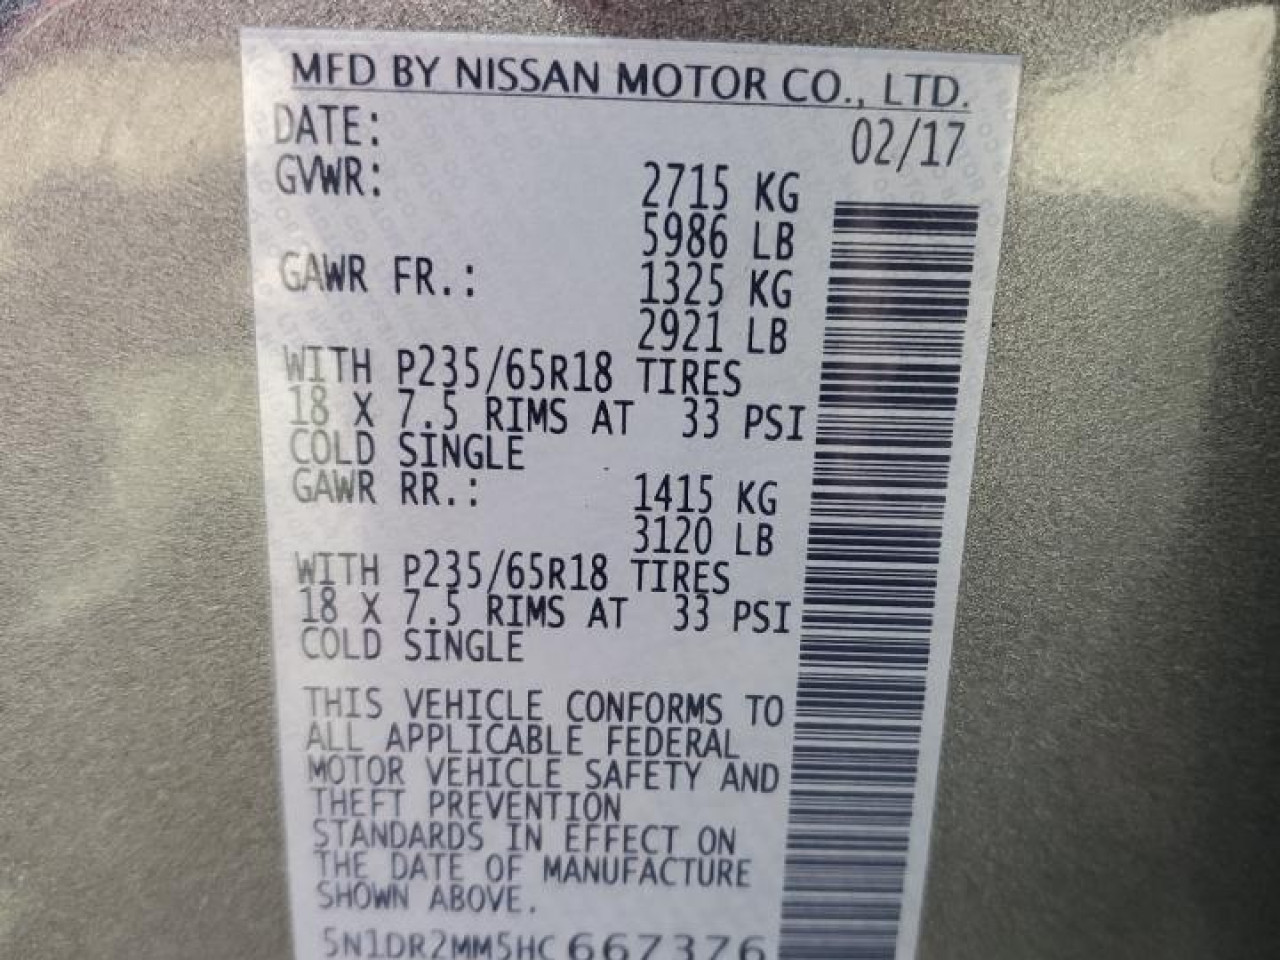 MFD BY NISSAN MOTOR CO., LTD.
DATE: 02/17
GVWR: 2715 KG
5986 LB
GAWR FR.: 1325 KG
2921 LB
WITH P235/65R18 TIRES
18 X 7.5 RIMS AT 33 PSI
COLD SINGLE
GAWR RR.: 1415 KG
3120 LB
WITH P235/65R18 TIRES
18 X 7.5 RIMS AT 33 PSI
COLD SINGLE
THIS VEHICLE CONFORMS TO
ALL APPLICABLE FEDERAL
MOTOR VEHICLE SAFETY AND
THEFT PREVENTION
STANDARDS IN EFFECT ON
THE DATE OF MANUFACTURE
SHOWN ABOVE.
5N1DR2MM5HC667376